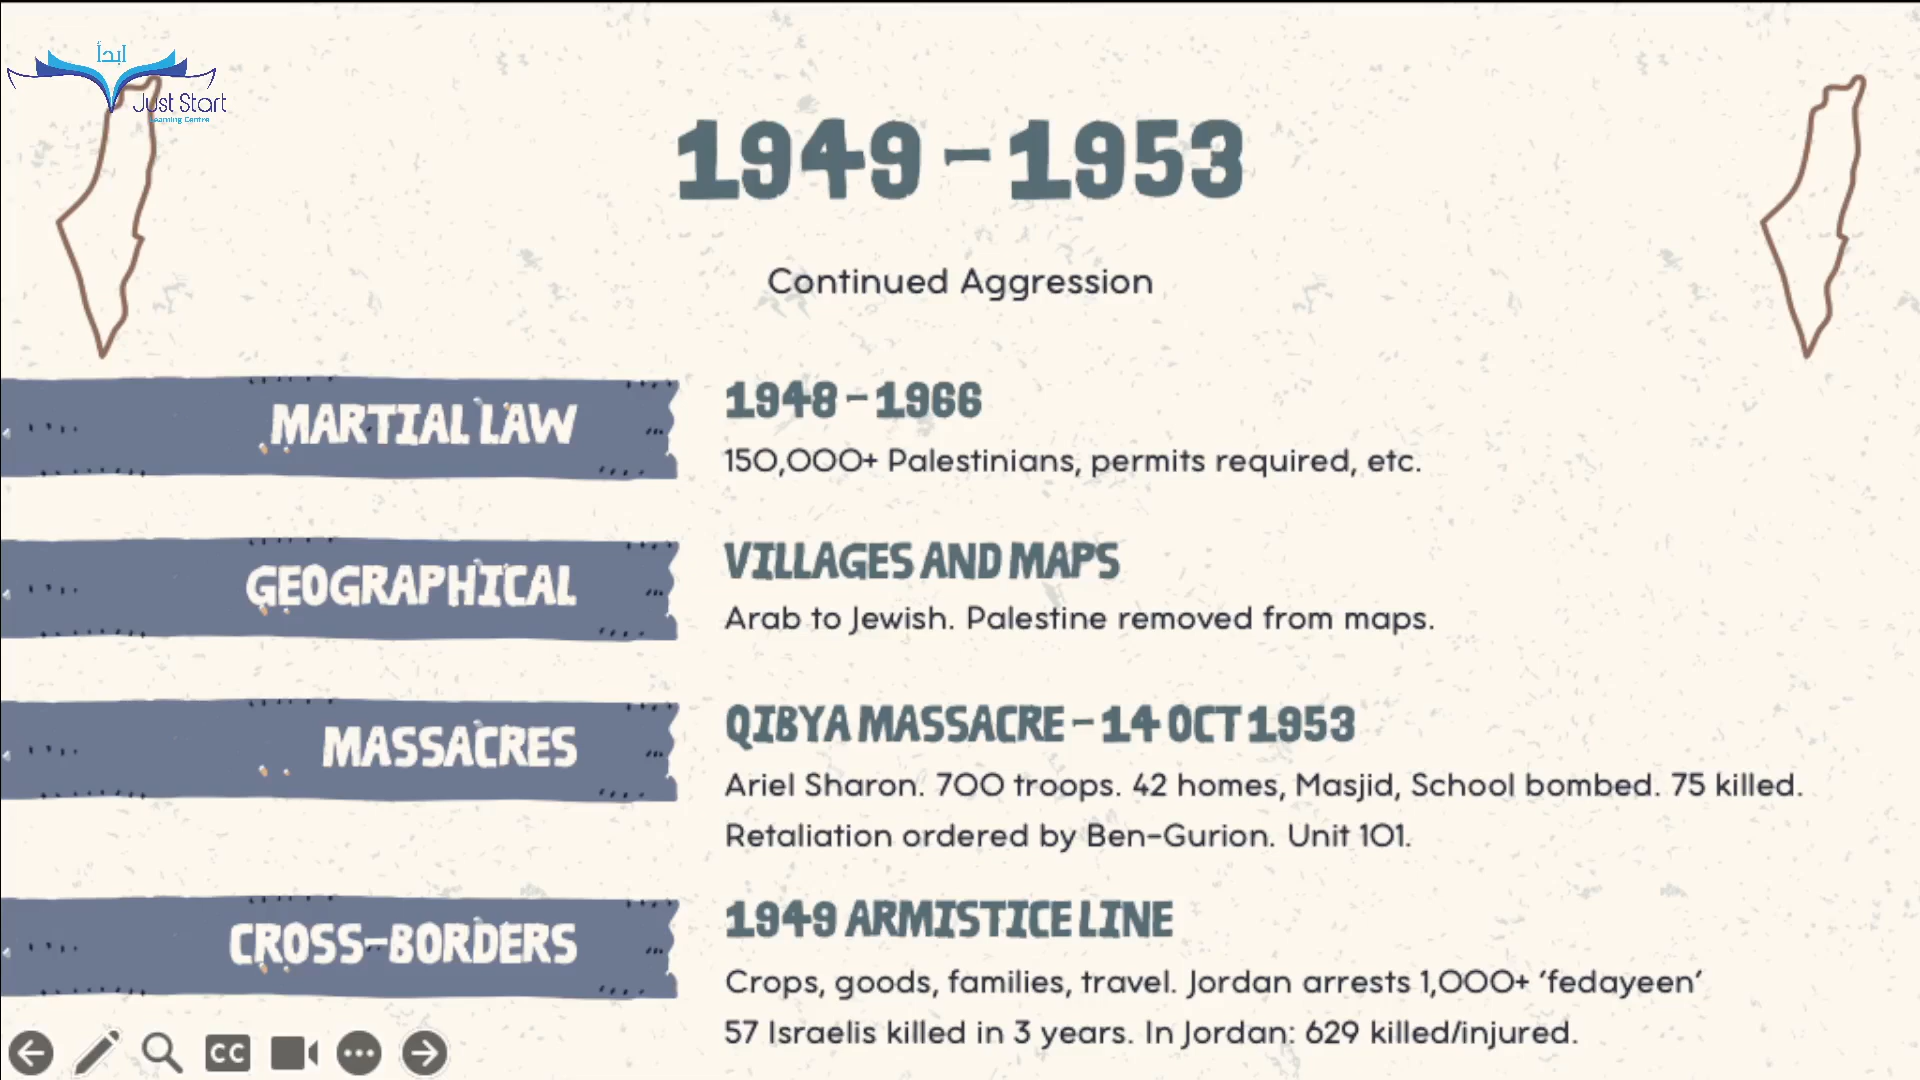 ابدأ
Just Start
Learning Centre
1949 – 1953
Continued Aggression
MARTIAL LAW
1948 – 1966
150,000+ Palestinians, permits required, etc.
GEOGRAPHICAL
VILLAGES AND MAPS
Arab to Jewish. Palestine removed from maps.
MASSACRES
QIBYA MASSACRE – 14 OCT 1953
Ariel Sharon. 700 troops. 42 homes, Masjid, School bombed. 75 killed.
Retaliation ordered by Ben-Gurion. Unit 101.
CROSS-BORDERS
1949 ARMISTICE LINE
Crops, goods, families, travel. Jordan arrests 1,000+ ‘fedayeen’
57 Israelis killed in 3 years. In Jordan: 629 killed/injured.
CC